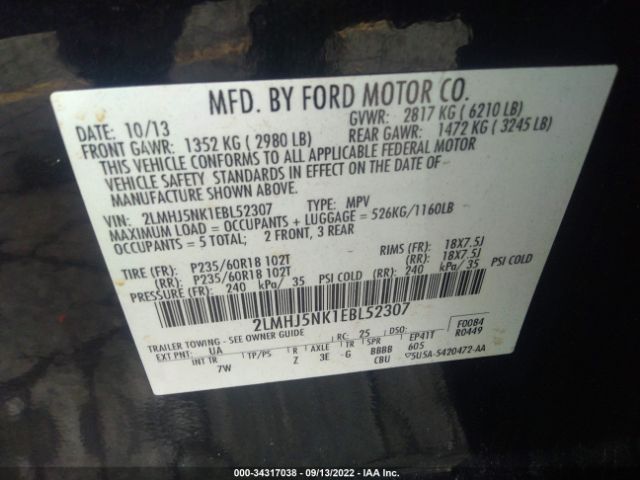 MFD. BY FORD MOTOR CO.
DATE: 10/13 GVWR: 2817 KG ( 6210 LB)
FRONT GAWR: 1352 KG ( 2980 LB) REAR GAWR: 1472 KG ( 3245 LB)
THIS VEHICLE CONFORMS TO ALL APPLICABLE FEDERAL MOTOR
VEHICLE SAFETY STANDARDS IN EFFECT ON THE DATE OF
MANUFACTURE SHOWN ABOVE.
VIN: 2LMHJ5NK1EBL52307 TYPE: MPV
MAXIMUM LOAD = OCCUPANTS + LUGGAGE = 526KG/1160LB
OCCUPANTS = 5 TOTAL; 2 FRONT, 3 REAR
TIRE (FR): P235/60R18 102T RIMS (FR): 18X7.5J
(RR): P235/60R18 102T (RR): 18X7.5J
PRESSURE (FR): 240 kPa/ 35 PSI COLD (RR): 240 kPa/ 35 PSI COLD
2LMHJ5NK1EBL52307
TRAILER TOWING - SEE OWNER GUIDE RC: 25 DSO: F0084
EXT PNT: UA R0449
INT TR TP/PS R AXLE TR SPR EP41T
7W Z 3E G BBBB 605
CBU 5USA-S420472-AA
000-34317038 - 09/13/2022 - IAA Inc.